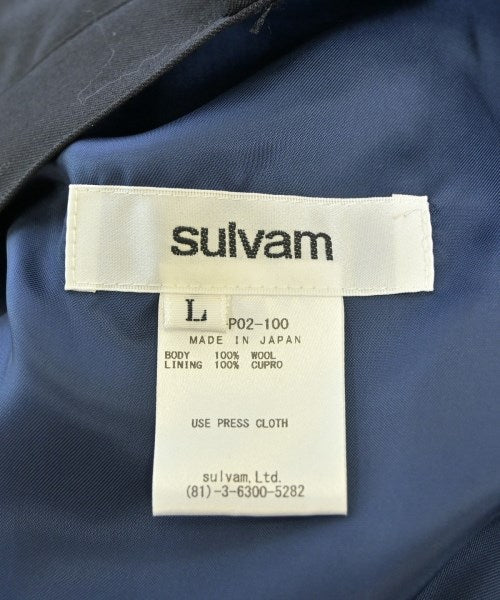 sulvam
L
-P02-100
MADE IN JAPAN
BODY 100% WOOL
LINING 100% CUPRO
USE PRESS CLOTH
sulvam, Ltd.
(81)-3-6300-5282